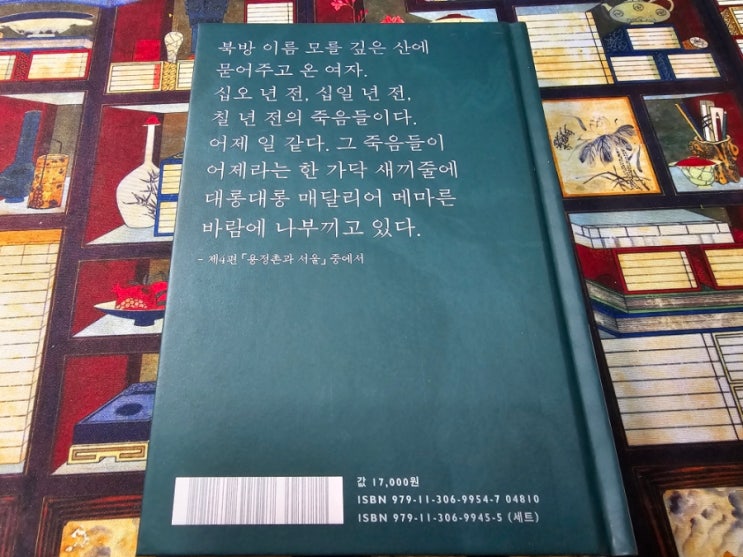 북방 이름 모를 깊은 산에
묻어주고 온 여자.
십오 년 전, 십일 년 전,
칠 년 전의 죽음들이다.
어제 일 같다. 그 죽음들이
어제라는 한 가닥 새끼줄에
대롱대롱 매달리어 메마른
바람에 나부끼고 있다.
- 제4편 「용정촌과 서울」 중에서
값 17,000원
ISBN 979-11-306-9954-7 04810
ISBN 979-11-306-9945-5 (세트)